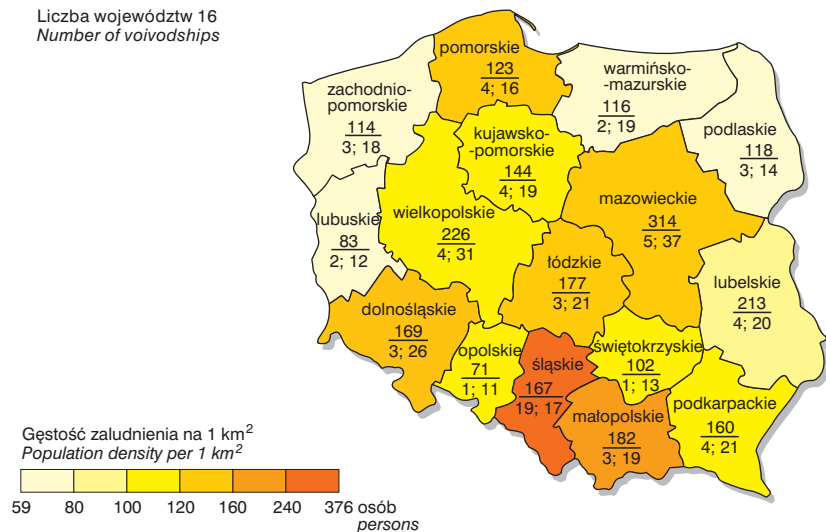 Liczba województw 16
Number of voivodships
pomorskie
123
4; 16
warmińsko-
-mazurskie
116
2; 19
zachodnio-
pomorskie
114
3; 18
podlaskie
118
3; 14
kujawsko-
-pomorskie
144
4; 19
mazowieckie
314
5; 37
lubuskie
83
2; 12
wielkopolskie
226
4; 31
łódzkie
177
3; 21
lubelskie
213
4; 20
dolnośląskie
169
3; 26
opolskie
71
1; 11
śląskie
167
19; 17
świętokrzyskie
102
1; 13
małopolskie
182
3; 19
podkarpackie
160
4; 21
Gęstość zaludnienia na 1 km²
Population density per 1 km²
59 80 100 120 160 240 376 osób
persons